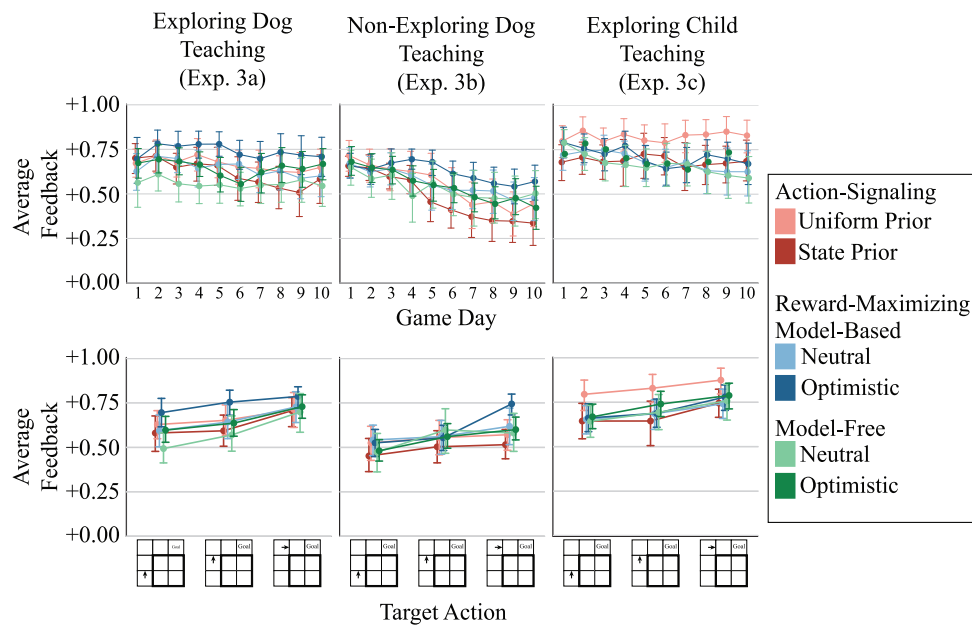 Exploring Dog
Teaching
(Exp. 3a)
Non-Exploring Dog
Teaching
(Exp. 3b)
Exploring Child
Teaching
(Exp. 3c)
Average
Feedback
+1.00
+0.75
+0.50
+0.25
+0.00
1 2 3 4 5 6 7 8 9 10
1 2 3 4 5 6 7 8 9 10
1 2 3 4 5 6 7 8 9 10
Game Day
Average
Feedback
+1.00
+0.75
+0.50
+0.25
+0.00
Goal Goal Goal
Goal Goal Goal
Goal Goal Goal
Target Action
Action-Signaling
Uniform Prior
State Prior
Reward-Maximizing
Model-Based
Neutral
Optimistic
Model-Free
Neutral
Optimistic